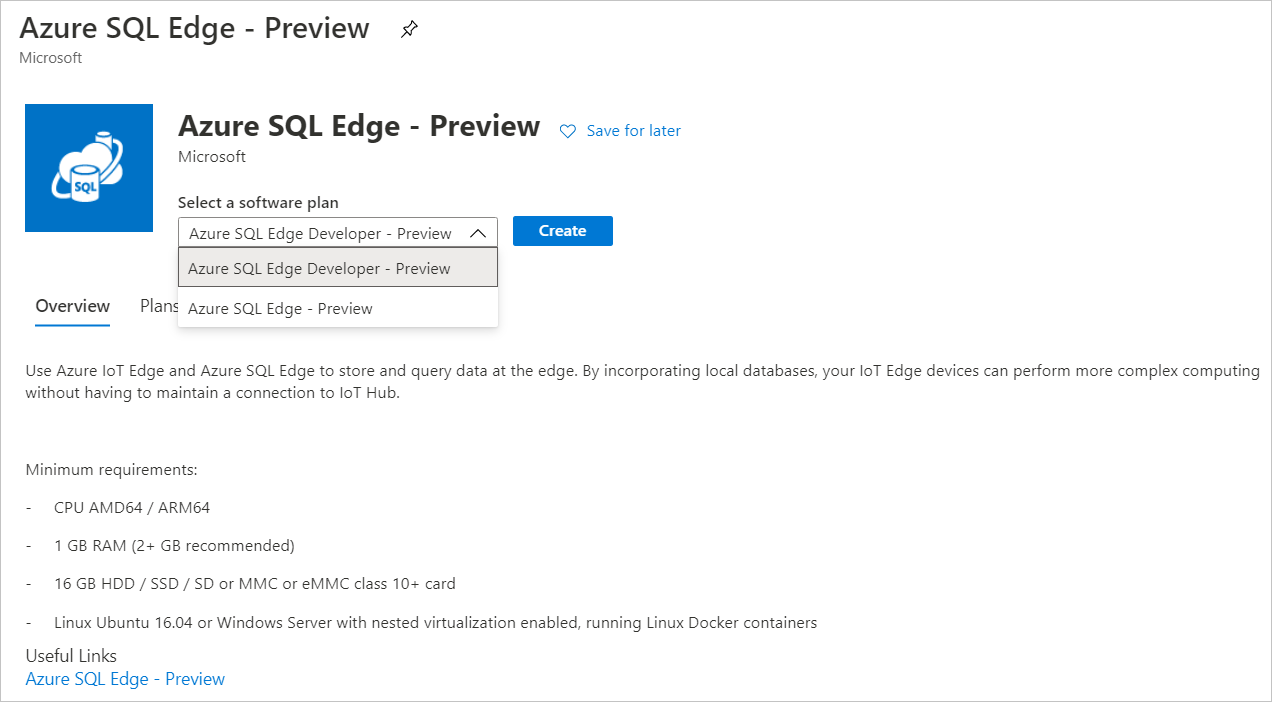 Azure SQL Edge - Preview
Microsoft
Azure SQL Edge - Preview
Save for later
Microsoft
SQL
Select a software plan
Azure SQL Edge Developer - Preview
Create
Azure SQL Edge Developer - Preview
Azure SQL Edge - Preview
Overview Plans
Use Azure IoT Edge and Azure SQL Edge to store and query data at the edge. By incorporating local databases, your IoT Edge devices can perform more complex computing
without having to maintain a connection to IoT Hub.
Minimum requirements:
- CPU AMD64 / ARM64
- 1 GB RAM (2+ GB recommended)
- 16 GB HDD / SSD / SD or MMC or eMMC class 10+ card
- Linux Ubuntu 16.04 or Windows Server with nested virtualization enabled, running Linux Docker containers
Useful Links
Azure SQL Edge - Preview